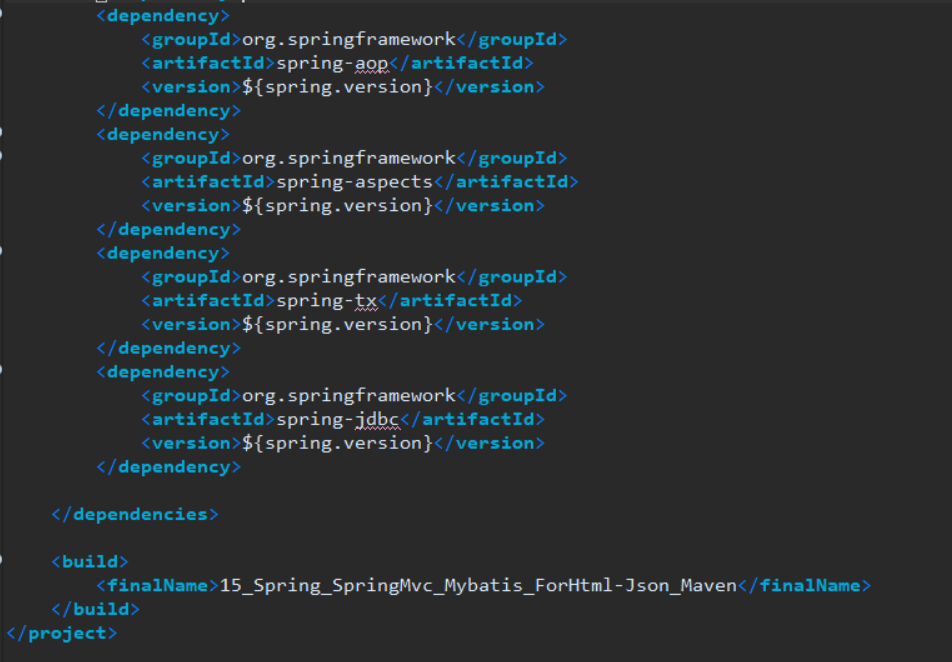 <dependency>
<groupId>org.springframework</groupId>
<artifactId>spring-aop</artifactId>
<version>${spring.version}</version>
</dependency>
<dependency>
<groupId>org.springframework</groupId>
<artifactId>spring-aspects</artifactId>
<version>${spring.version}</version>
</dependency>
<dependency>
<groupId>org.springframework</groupId>
<artifactId>spring-tx</artifactId>
<version>${spring.version}</version>
</dependency>
<dependency>
<groupId>org.springframework</groupId>
<artifactId>spring-jdbc</artifactId>
<version>${spring.version}</version>
</dependency>
</dependencies>
<build>
<finalName>15_Spring_SpringMvc_Mybatis_ForHtml-Json_Maven</finalName>
</build>
</project>